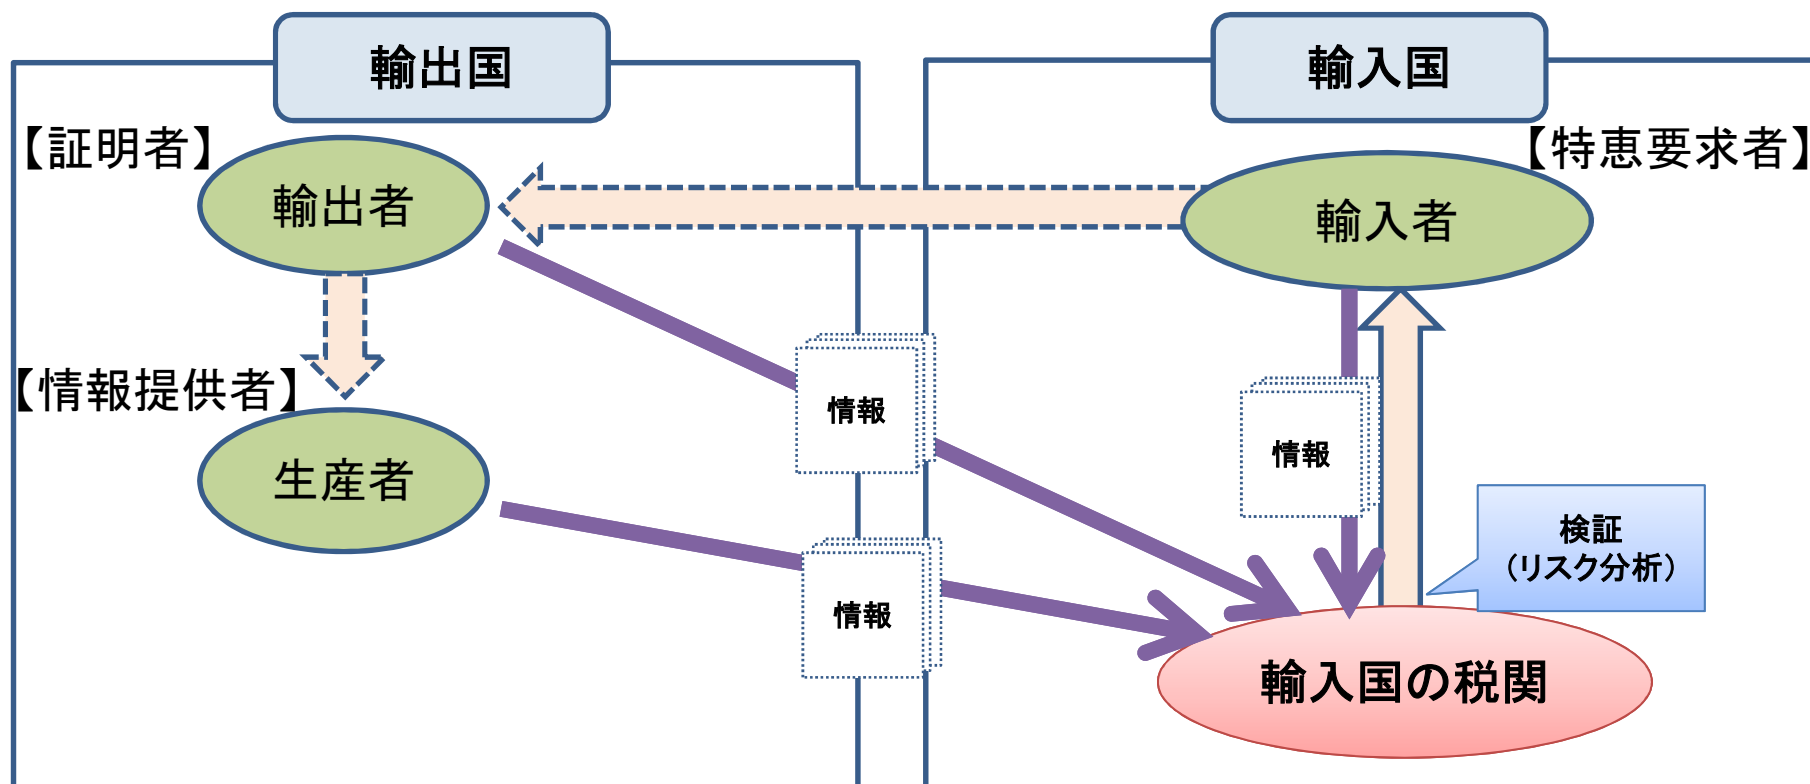 輸出国
輸入国
【証明者】
【特恵要求者】
輸出者
輸入者
【情報提供者】
情報
情報
生産者
検証
（リスク分析）
情報
輸入国の税関